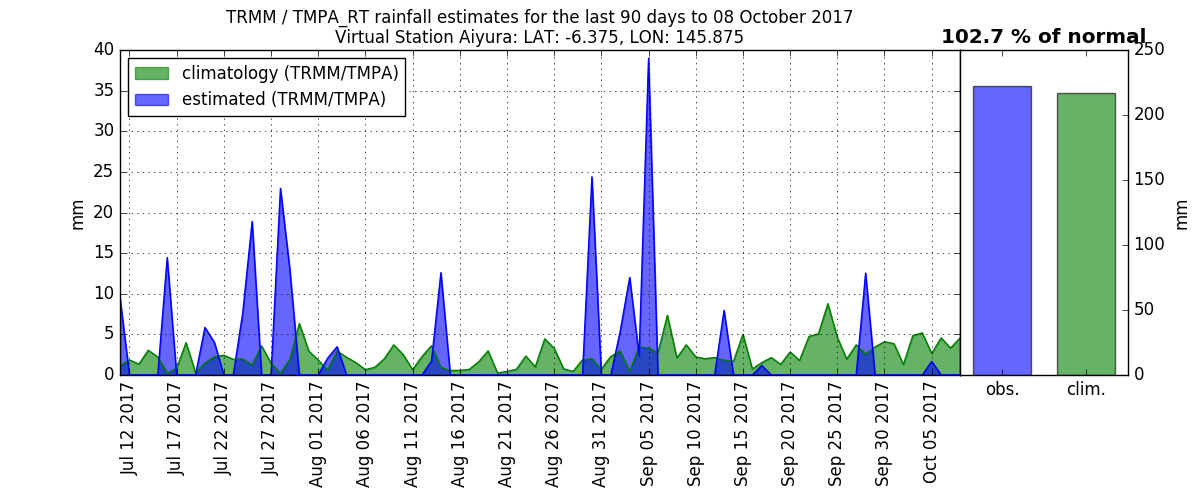 TRMM / TMPA_RT rainfall estimates for the last 90 days to 08 October 2017
Virtual Station Aiyura: LAT: -6.375, LON: 145.875
102.7 % of normal
climatology (TRMM/TMPA)
estimated (TRMM/TMPA)
40
35
30
25
20
15
10
5
0
mm
Jul 12 2017
Jul 17 2017
Jul 22 2017
Jul 27 2017
Aug 01 2017
Aug 06 2017
Aug 11 2017
Aug 16 2017
Aug 21 2017
Aug 26 2017
Aug 31 2017
Sep 05 2017
Sep 10 2017
Sep 15 2017
Sep 20 2017
Sep 25 2017
Sep 30 2017
Oct 05 2017
250
200
150
100
50
0
mm
obs.
clim.